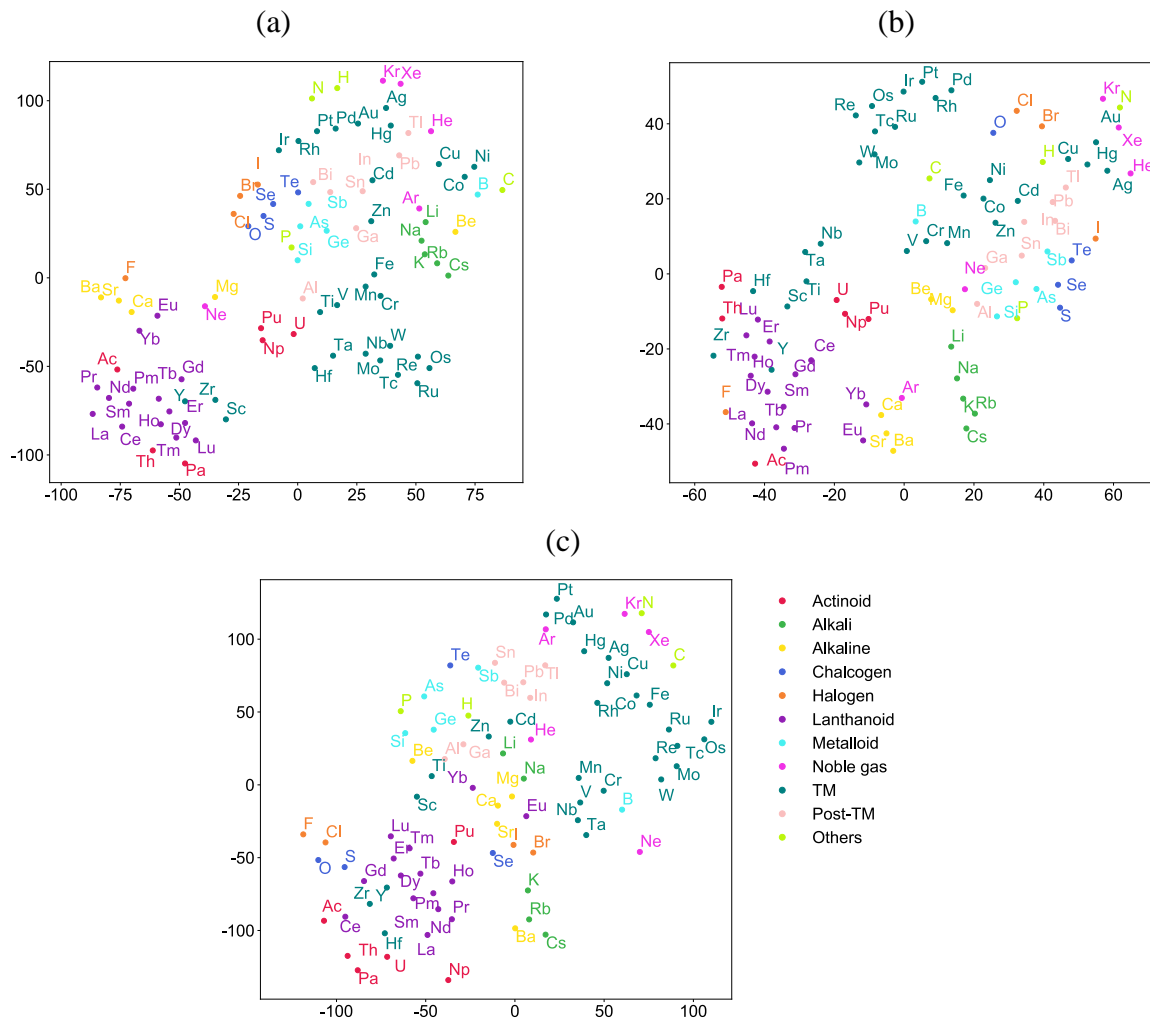 (a)
(b)
Kr Xe
H
N
Ag
100
Au
Pt Pd
Tl
He
Hg
Ir
Rh
In
Pb
Cu
Ni
I
Te
Bi
Sn
Cd
Co
C
50
Br
Se
Sb
B
Ar
Li
Cl
S
As
Zn
O
P
Ge
Ga
Na
Be
Si
Rb
K
Cs
F
Fe
0
Ba
Sr
Ca
Mg
Al
Eu
Ne
Ti V Mn
Cr
Yb
Pu
U
Np
Nb
W
Ta
-50
Ac
Hf
Mo
Re
Os
Tc
Ru
Pr
Nd
Pm
Tb
Gd
Y
Zr
Sm
Er
Sc
La
Ce
Ho
Dy
Tm
Lu
-100
Th
Pa
-100
-75
-50
-25
0
25
50
75
Ir
Pt
Pd
Os
Kr
N
Re
Rh
Cl
Tc
Ru
O
Br
Au
40
Xe
W
Mo
H
Cu
Hg
He
C
Ni
Cd
Tl
Ag
20
Fe
Pb
B
Co
In
Bi
I
Nb
V
Cr
Mn
Zn
Ta
Ga
Sn
Sb
Te
0
Pa
Hf
Sc
Ti
U
Be
Mg
Ne
Ge
As
Se
Th
Lu
Np
Pu
Al
Si
P
S
Er
Zr
Y
Li
-20
Tm
Ho
Ce
Gd
Na
Dy
Sm
Yb
Ca
Ar
F
K
Rb
La
Tb
-40
Nd
Pr
Eu
Sr
Ba
Cs
Ac
Pm
-60
-40
-20
0
20
40
60
(c)
Pt
Kr
N
Pd
Au
100
Ar
Hg
Ag
Xe
Te
Sn
Sb
Pb
Tl
Cu
C
As
Bi
Ni
In
P
H
Rh
Co
Fe
50
Ge
Zn
Cd
Ir
Si
He
Ru
Be
Al
Ga
Li
Re
Tc
Os
Ti
Na
Mn
Mo
Yb
Mg
Cr
0
Sc
Ca
V
W
Eu
Nb
B
F
Cl
Lu
Tm
Pu
Sr
I
Br
Ta
Ne
O
S
Er
Tb
Ho
Se
Gd
Dy
K
-50
Zr
Y
Pm
Ac
Ce
Sm
Nd
Pr
Rb
-100
Hf
La
Ba
Cs
Th
Pa
U
Np
-100
-50
0
50
100
Actinoid
Alkali
Alkaline
Chalcogen
Halogen
Lanthanoid
Metalloid
Noble gas
TM
Post-TM
Others